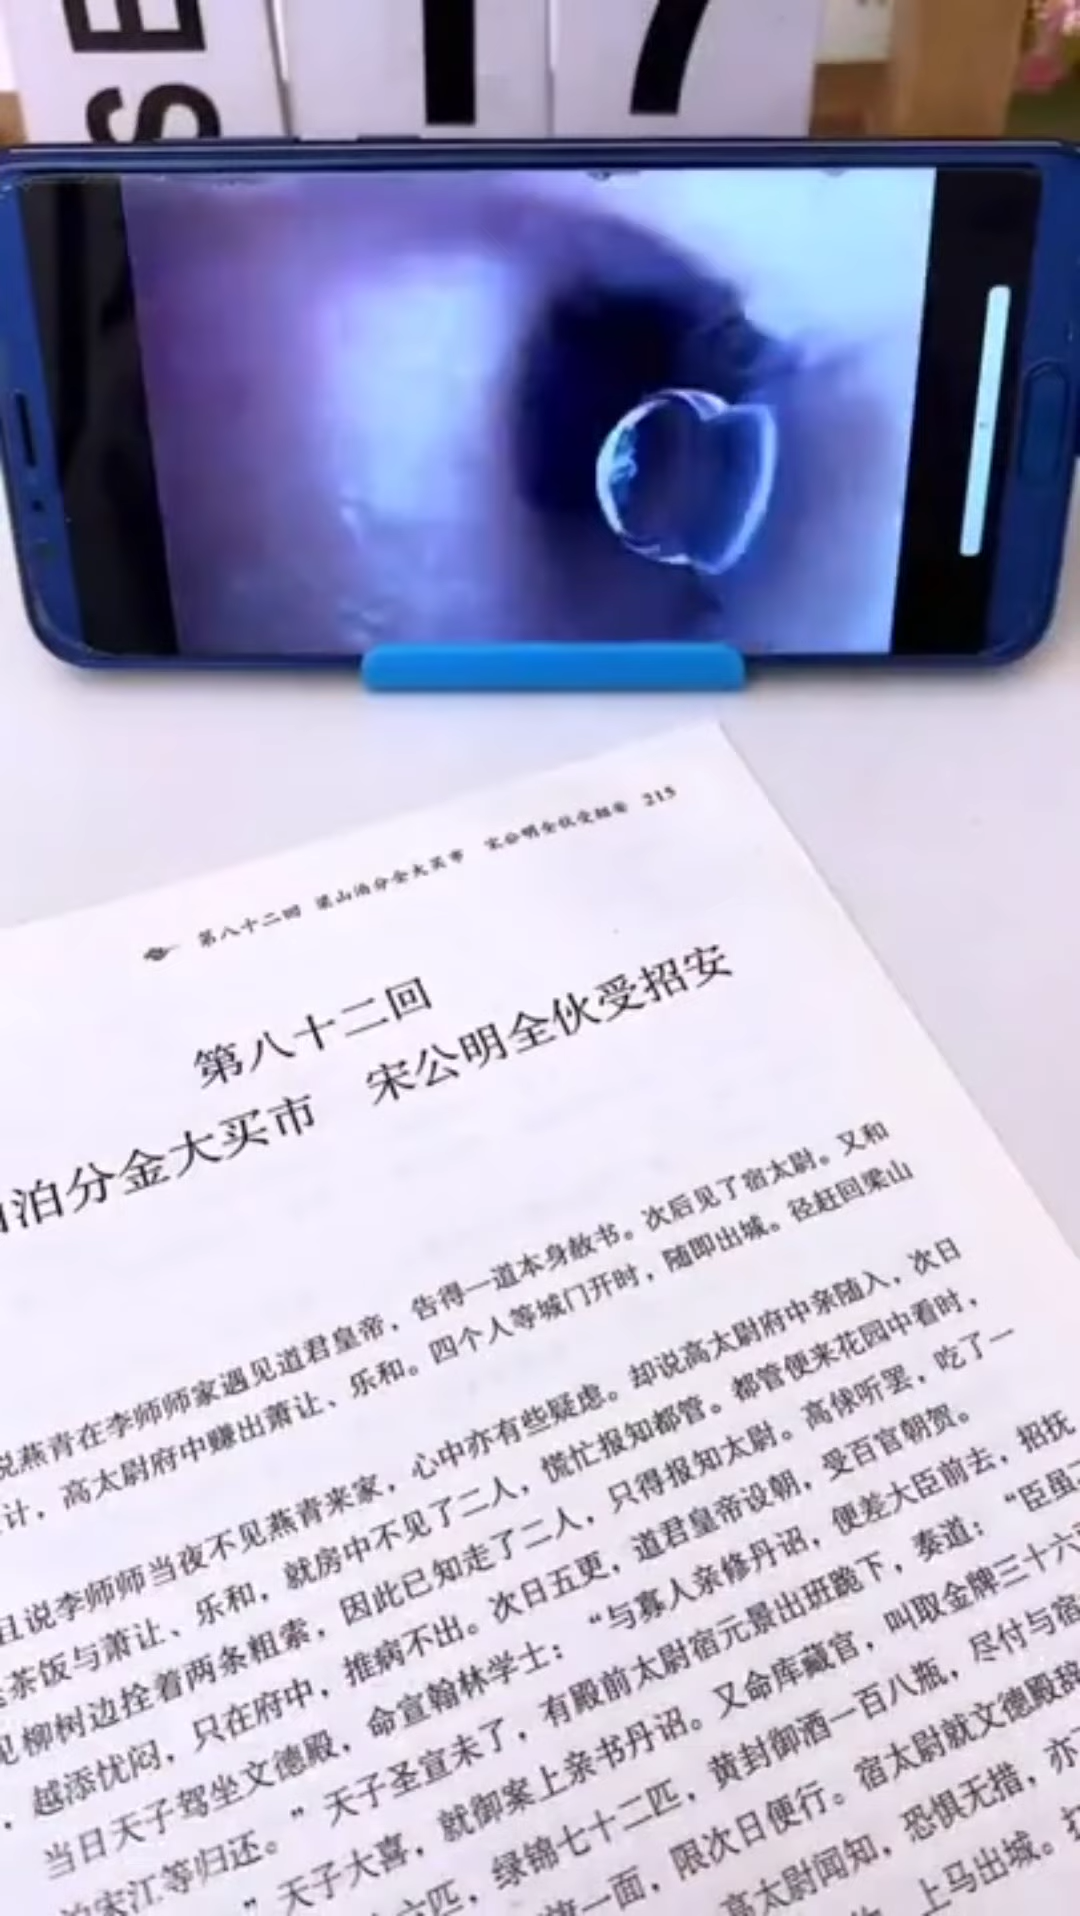 SE
17
第八十二回 梁山泊分金大买市 宋公明全伙受招安 215
第八十二回
泊分金大买市 宋公明全伙受招安
说燕青在李师师家遇见道君皇帝，告得一道本身赦书。次后见了宿太尉。又和
计，高太尉府中赚出萧让、乐和。四个人等城门开时，随即出城。径赶回梁山
且说李师师当夜不见燕青来家，心中亦有些疑虑。却说高太尉府中亲随人，次日
茶饭与萧让、乐和，就房中不见了二人，慌忙报知都管。都管便来花园中看时，
见柳树边拴着两条粗索，因此已知走了二人，只得报知太尉。高俅听罢，吃了一
，越添忧闷，只在府中，推病不出。次日五更，道君皇帝设朝，受百官朝贺。
当日天子驾坐文德殿，命宣翰林学士：“与寡人亲修丹诏，便差大臣前去，招抚
泊宋江等归还。”天子圣宣未了，有殿前太尉宿元景出班跪下，奏道：“臣虽
”天子大喜，就御案上亲书丹诏。又命库藏官，叫取金牌三十六
六匹，绿锦七十二匹，黄封御酒一百八瓶，尽付与宿
一面，限次日便行。宿太尉就文德殿辞
高太尉闻知，恐惧无措，亦
上马出城。